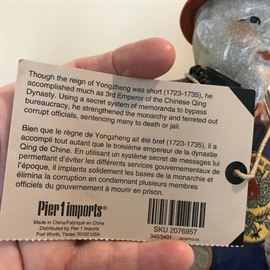 Though the reign of Yongzheng was short (1723-1735), he
accomplished much as 3rd Emperor of the Chinese Qing
Dynasty. Using a secret system of memoranda to bypass
bureaucracy, he strengthened the monarchy and ferreted out
corrupt officials, sentencing many to death or jail.
Bien que le règne de Yongzheng ait été bref (1723-1735), il a
accompli tout autant que le troisième empereur de la dynastie
Qing de Chine. En utilisant un système secret de messages lui
permettant d'éviter les différents services gouvernementaux de
l'époque, il implanta solidement les bases de la monarchie et
élimina la corruption en condamnant plusieurs membres
officiels du gouvernement à mourir en prison.
Pier 1 imports®
Made in China/Fabriqué en Chine
Distributed by Pier 1 Imports
Fort Worth, Texas 76102 USA
SKU 2076957
340/3401